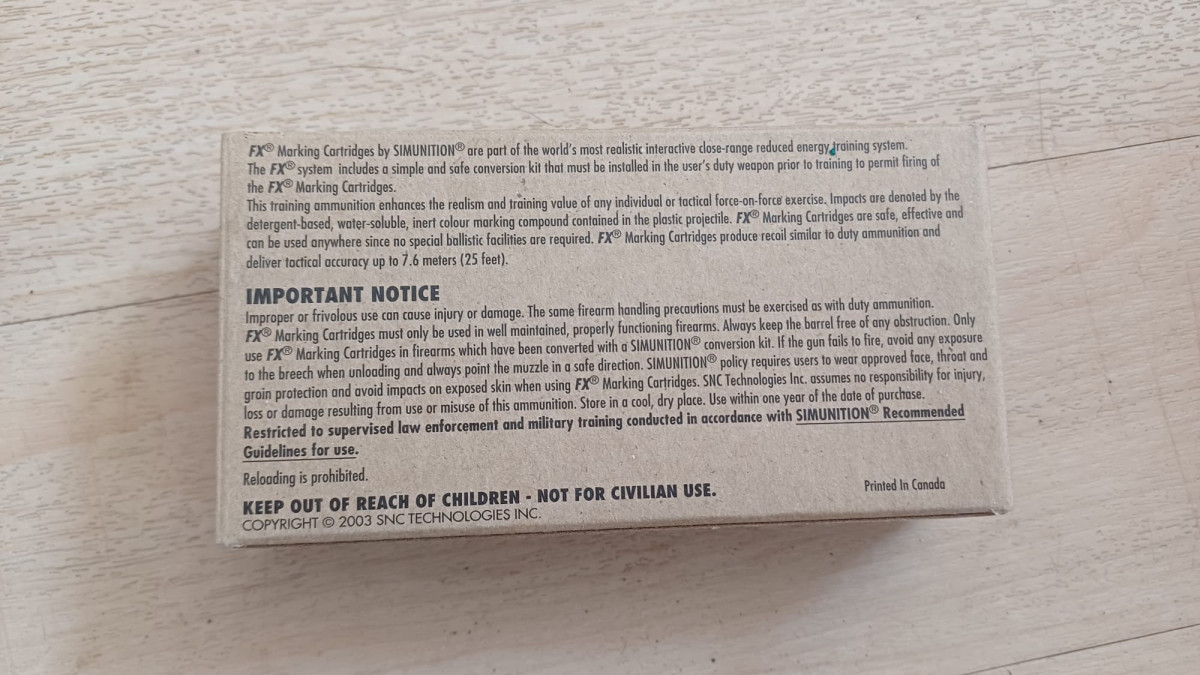 FX® Marking Cartridges by SIMUNITION® are part of the world's most realistic interactive close-range reduced energy training system.
The FX® system includes a simple and safe conversion kit that must be installed in the user's duty weapon prior to training to permit firing of
the FX® Marking Cartridges.
This training ammunition enhances the realism and training value of any individual or tactical force-on-force exercise. Impacts are denoted by the
detergent-based, water-soluble, inert colour marking compound contained in the plastic projectile. FX® Marking Cartridges are safe, effective and
can be used anywhere since no special ballistic facilities are required. FX® Marking Cartridges produce recoil similar to duty ammunition and
deliver tactical accuracy up to 7.6 meters (25 feet).
IMPORTANT NOTICE
Improper or frivolous use can cause injury or damage. The same firearm handling precautions must be exercised as with duty ammunition.
FX® Marking Cartridges must only be used in well maintained, properly functioning firearms. Always keep the barrel free of any obstruction. Only
use FX® Marking Cartridges in firearms which have been converted with a SIMUNITION® conversion kit. If the gun fails to fire, avoid any exposure
to the breech when unloading and always point the muzzle in a safe direction. SIMUNITION® policy requires users to wear approved face, throat and
groin protection and avoid impacts on exposed skin when using FX® Marking Cartridges. SNC Technologies Inc. assumes no responsibility for injury,
loss or damage resulting from use or misuse of this ammunition. Store in a cool, dry place. Use within one year of the date of purchase.
Restricted to supervised law enforcement and military training conducted in accordance with SIMUNITION® Recommended
Guidelines for use.
Reloading is prohibited.
KEEP OUT OF REACH OF CHILDREN - NOT FOR CIVILIAN USE.
Printed In Canada
COPYRIGHT © 2003 SNC TECHNOLOGIES INC.